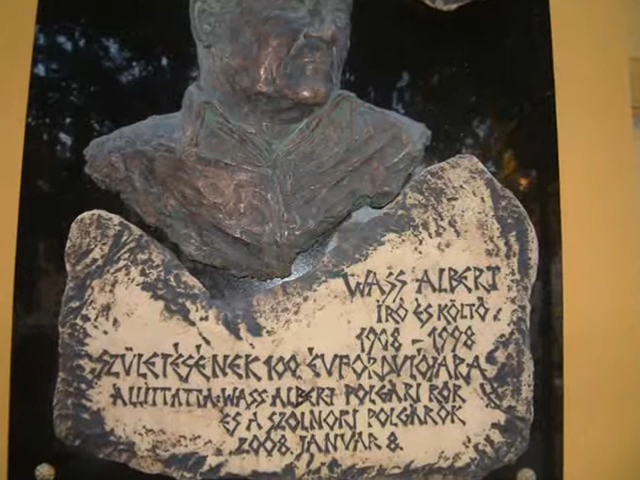 WASS ALBERT
ÍRÓ ÉS KÖLTŐ
1908 - 1998
SZÜLETÉSÉNEK 100. ÉVFORDULÓJÁRA
ÁLLÍTTATTA: WASS ALBERT POLGÁRI KÖR
ÉS A SZOLNOKI POLGÁROK
2008. JANUÁR 8.